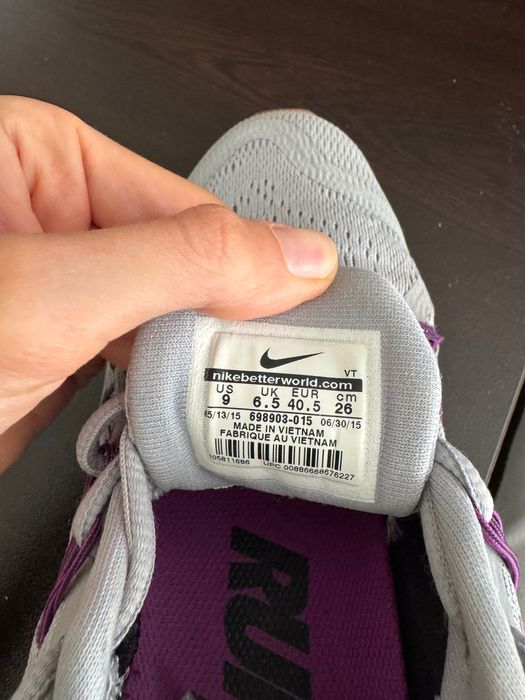 VT
nikebetterworld.com
US UK EUR cm
9 6.5 40.5 26
05/13/15 698903-015 06/30/15
MADE IN VIETNAM
FABRIQUE AU VIETNAM
UPC 00886668676227
RUN